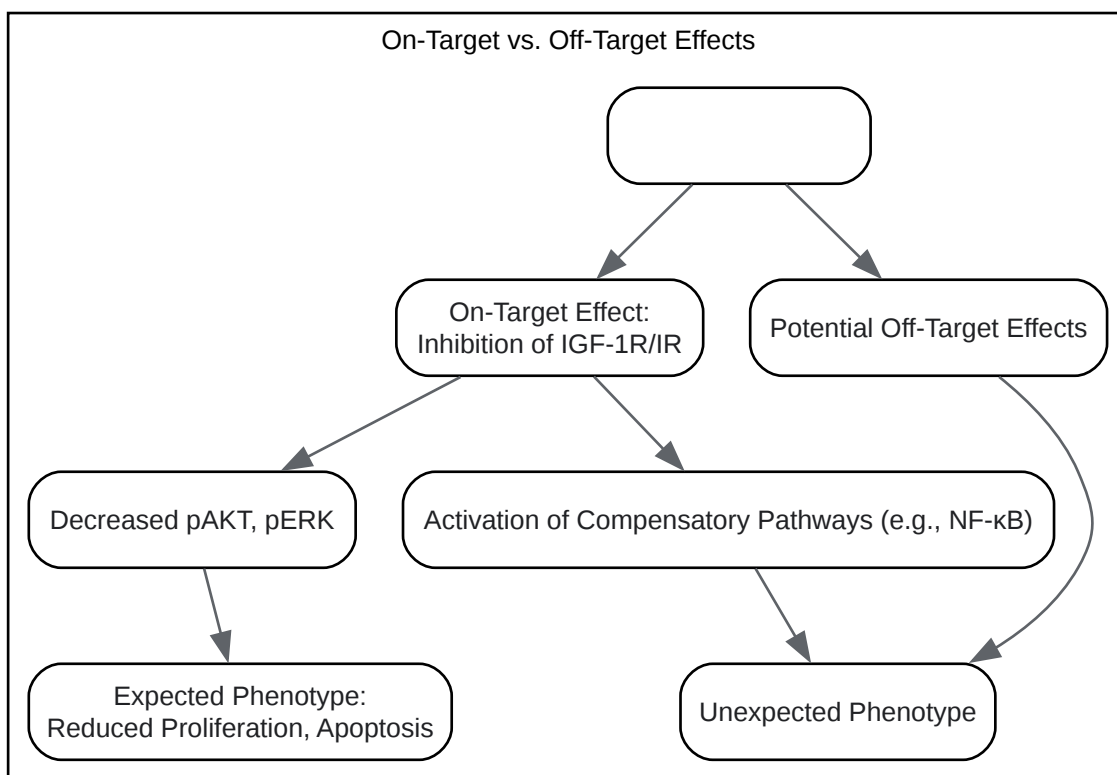 On-Target vs. Off-Target Effects
On-Target Effect:
Inhibition of IGF-1R/IR
Potential Off-Target Effects
Decreased pAKT, pERK
Activation of Compensatory Pathways (e.g., NF-κB)
Expected Phenotype:
Reduced Proliferation, Apoptosis
Unexpected Phenotype